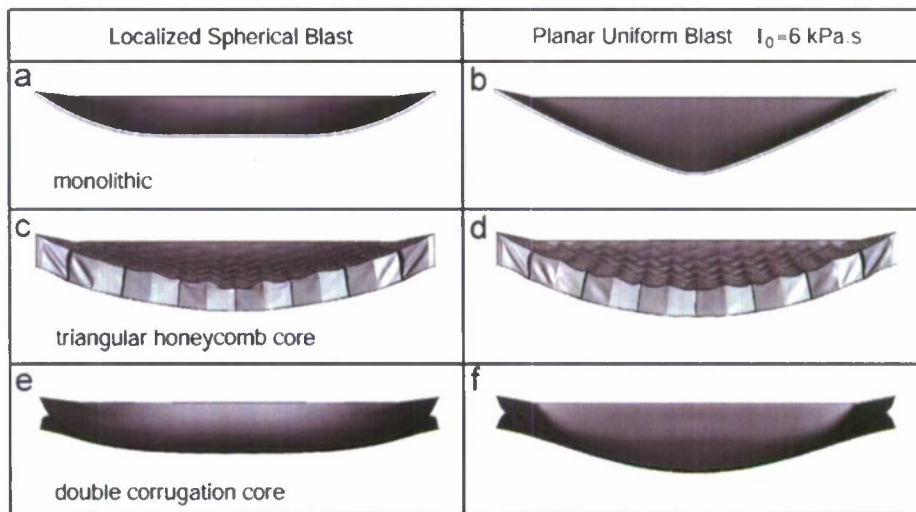 Localized Spherical Blast
Planar Uniform Blast I₀=6 kPa.s
a
b
monolithic
c
d
triangular honeycomb core
e
f
double corrugation core